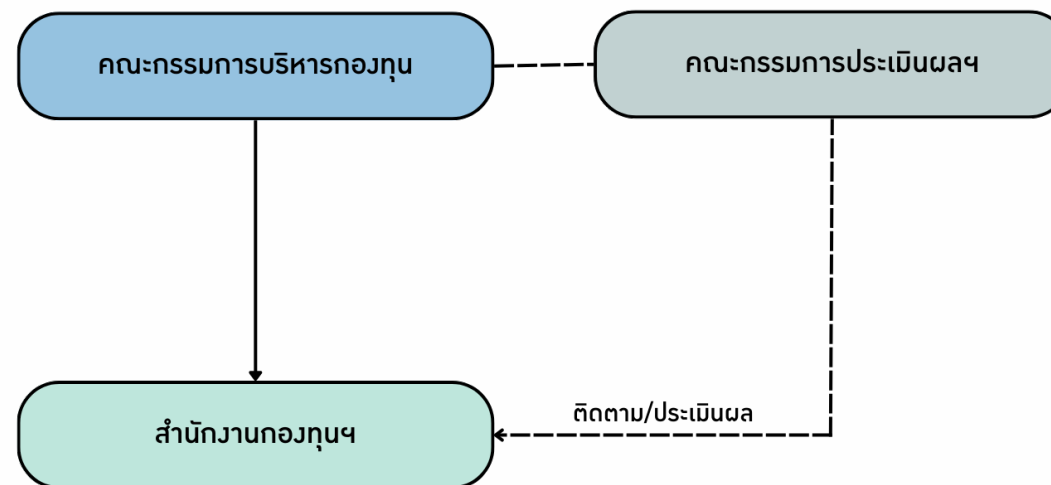 คณะกรรมการบริหารกองทุน
คณะกรรมการประเมินผลฯ
ติดตาม/ประเมินผล
สำนักงานกองทุนฯ